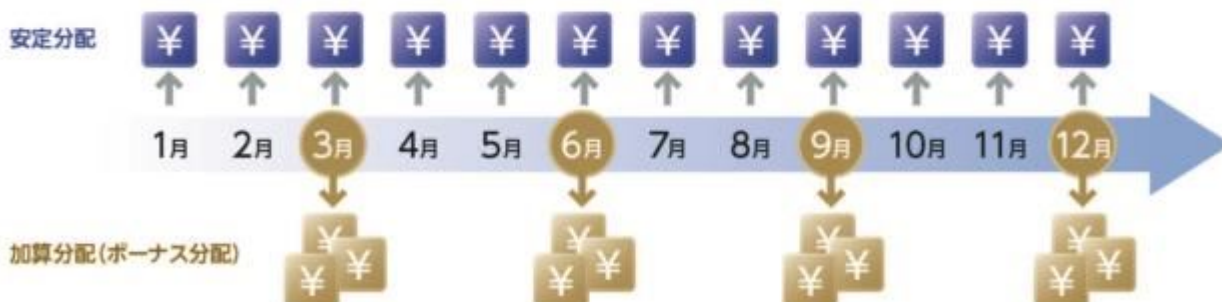 安定分配
¥ ¥ ¥ ¥ ¥ ¥ ¥ ¥ ¥ ¥ ¥ ¥
1月 2月 3月 4月 5月 6月 7月 8月 9月 10月 11月 12月
加算分配(ボーナス分配)
¥ ¥ ¥ ¥ ¥ ¥ ¥ ¥ ¥ ¥ ¥ ¥